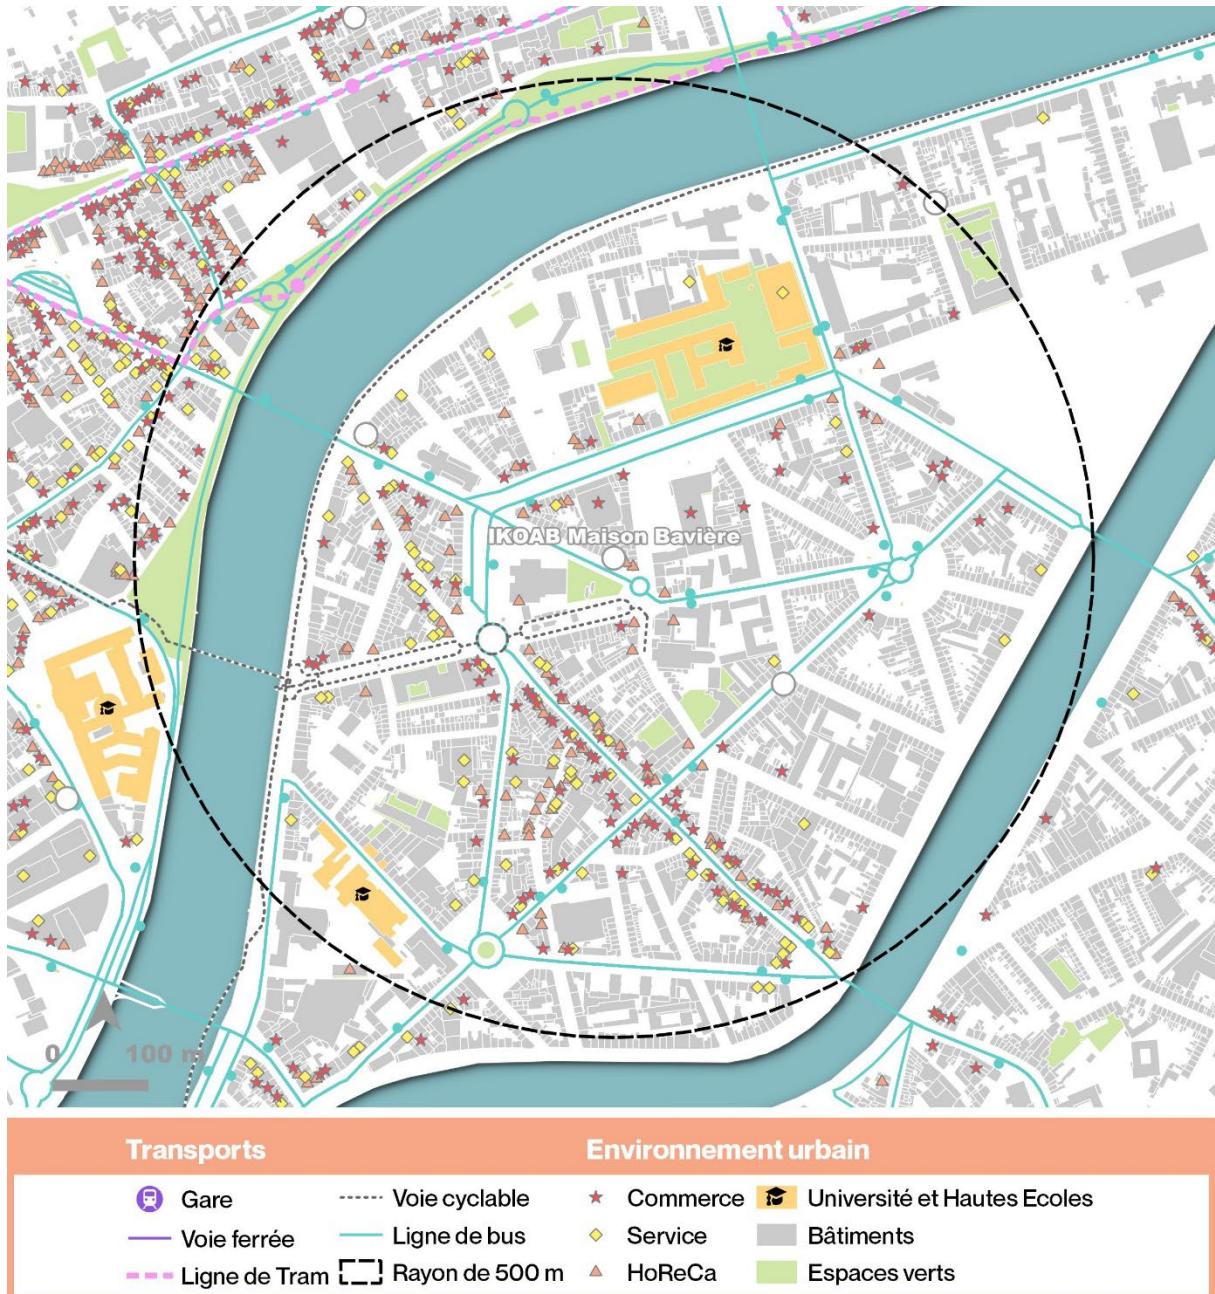 IKOAB Maison Bavière
0 100 m
Transports Environnement urbain
Gare Voie cyclable Commerce Université et Hautes Ecoles
Voie ferrée Ligne de bus Service Bâtiments
Ligne de Tram Rayon de 500 m HoReCa Espaces verts